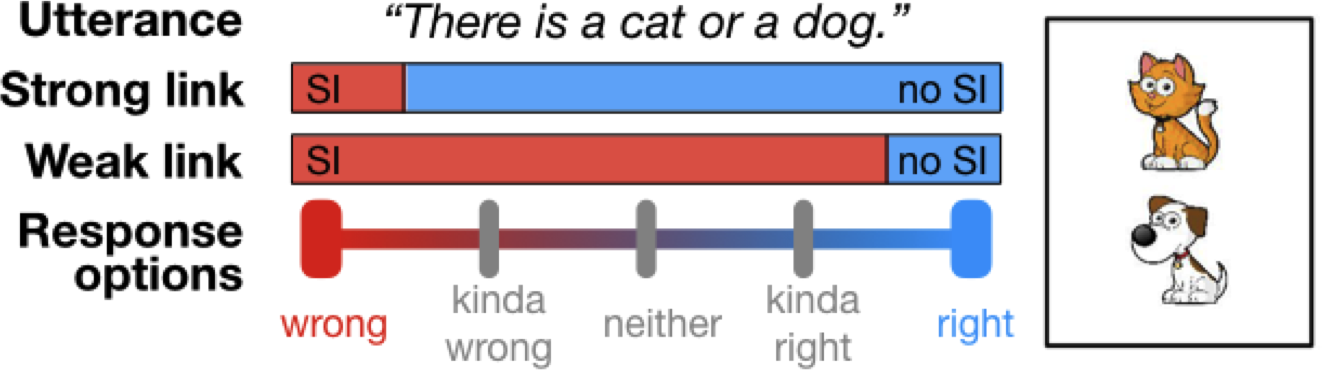 Utterance “There is a cat or a dog.”
Strong link SI no SI
Weak link SI no SI
Response options
wrong kinda wrong neither kinda right right